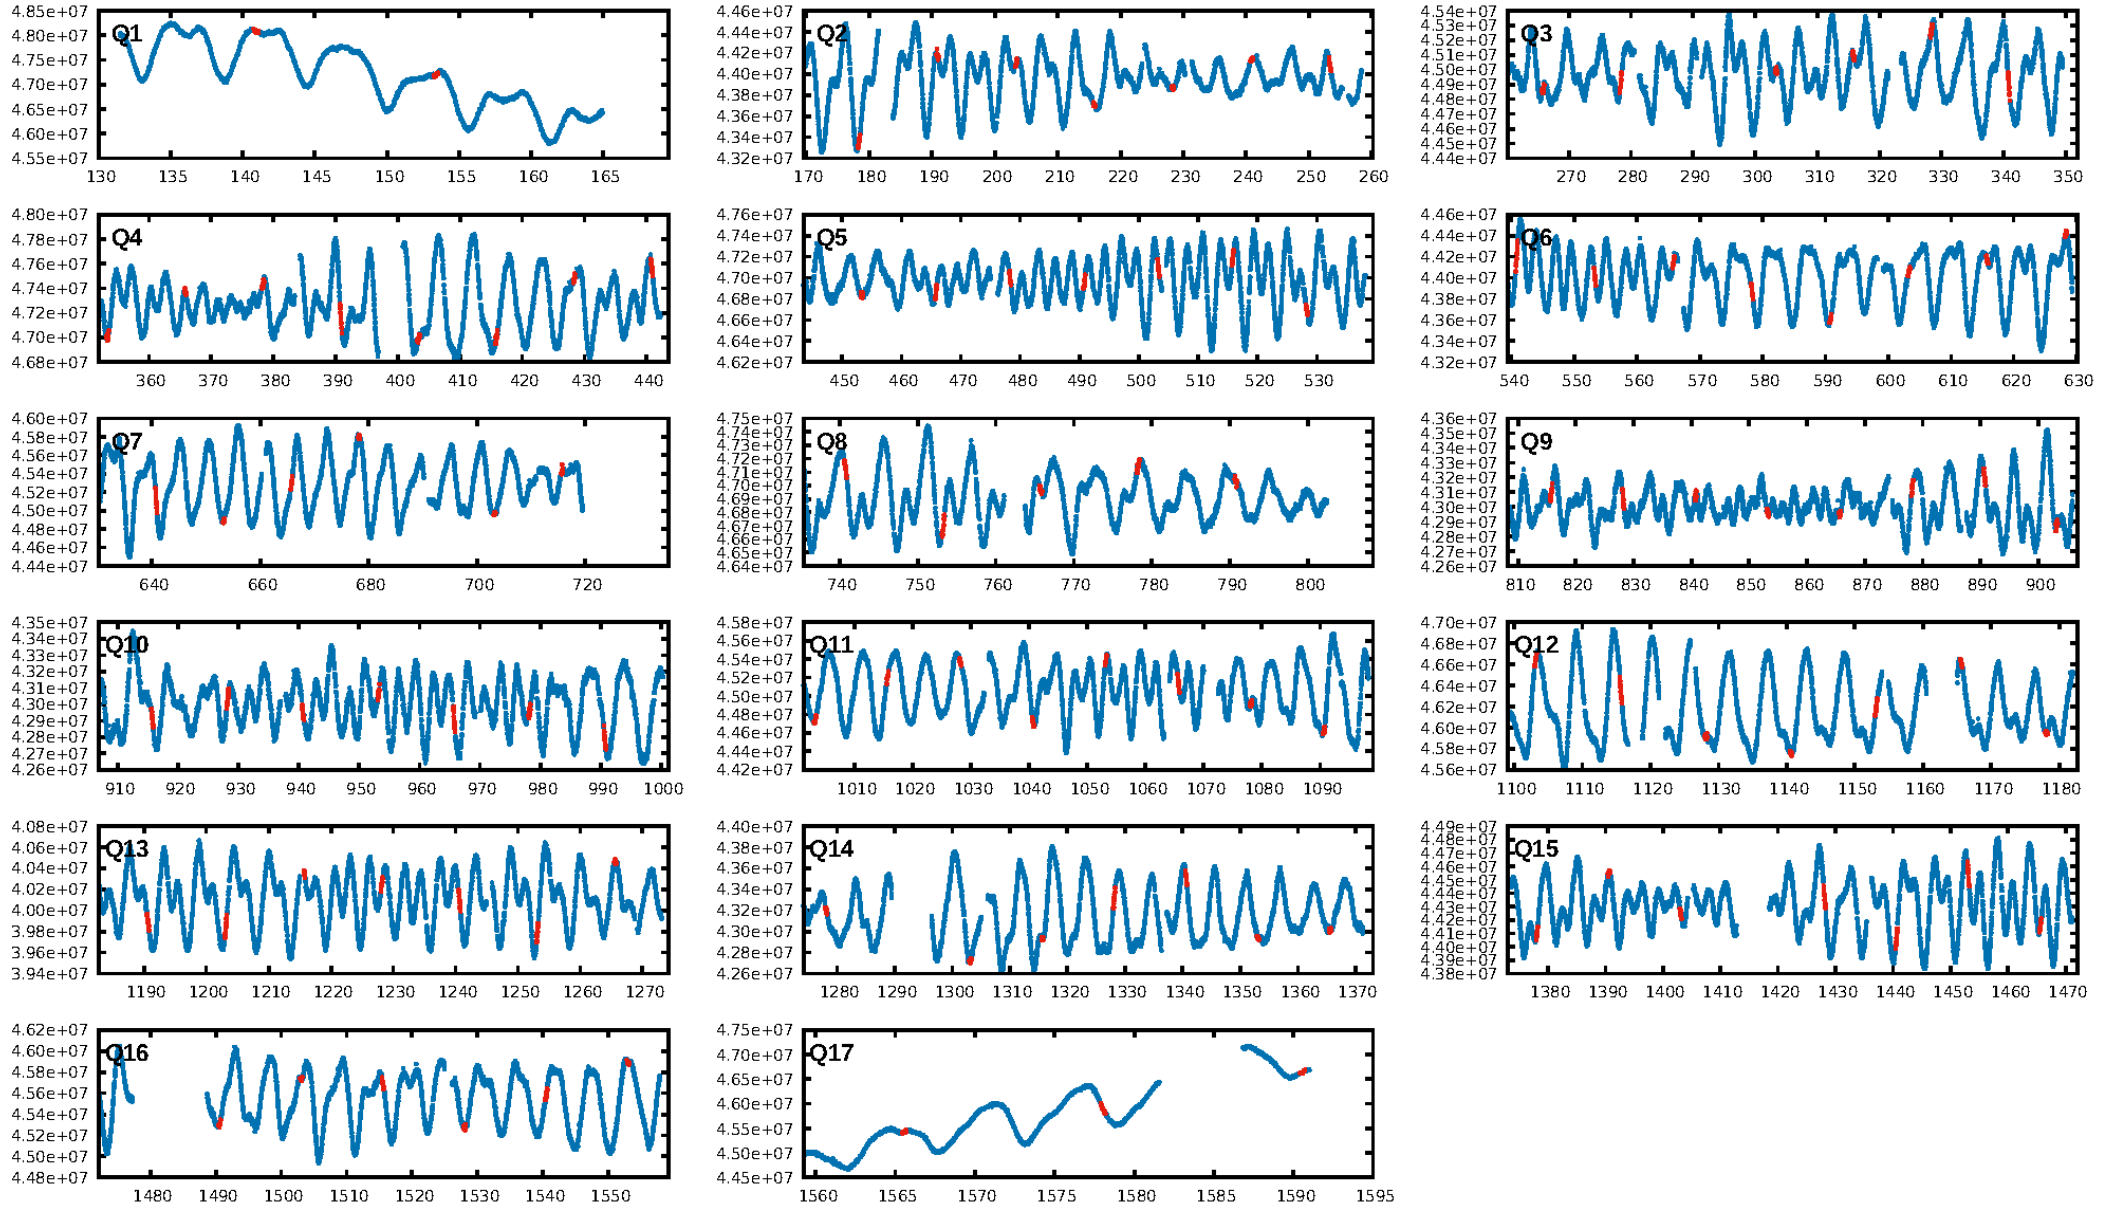 4.85e+07
4.80e+07
4.75e+07
4.70e+07
4.65e+07
4.60e+07
4.55e+07
Q1
130 135 140 145 150 155 160 165
4.46e+07
4.44e+07
4.42e+07
4.40e+07
4.38e+07
4.36e+07
4.34e+07
4.32e+07
Q2
170 180 190 200 210 220 230 240 250 260
4.54e+07
4.53e+07
4.52e+07
4.51e+07
4.50e+07
4.49e+07
4.48e+07
4.46e+07
4.45e+07
4.44e+07
Q3
270 280 290 300 310 320 330 340 350
4.80e+07
4.78e+07
4.76e+07
4.74e+07
4.72e+07
4.70e+07
4.68e+07
Q4
360 370 380 390 400 410 420 430 440
4.76e+07
4.74e+07
4.72e+07
4.70e+07
4.68e+07
4.66e+07
4.64e+07
4.62e+07
Q5
450 460 470 480 490 500 510 520 530
4.46e+07
4.44e+07
4.42e+07
4.40e+07
4.38e+07
4.36e+07
4.34e+07
4.32e+07
Q6
540 550 560 570 580 590 600 610 620 630
4.60e+07
4.58e+07
4.56e+07
4.54e+07
4.52e+07
4.50e+07
4.48e+07
4.46e+07
4.44e+07
Q7
640 660 680 700 720
4.75e+07
4.74e+07
4.72e+07
4.71e+07
4.70e+07
4.69e+07
4.68e+07
4.67e+07
4.66e+07
4.65e+07
4.64e+07
Q8
740 750 760 770 780 790 800
4.36e+07
4.35e+07
4.34e+07
4.33e+07
4.32e+07
4.31e+07
4.30e+07
4.29e+07
4.28e+07
4.27e+07
4.26e+07
Q9
810 820 830 840 850 860 870 880 890 900
4.35e+07
4.34e+07
4.33e+07
4.32e+07
4.31e+07
4.30e+07
4.29e+07
4.28e+07
4.27e+07
4.26e+07
Q10
910 920 930 940 950 960 970 980 990 1000
4.58e+07
4.56e+07
4.54e+07
4.52e+07
4.50e+07
4.48e+07
4.46e+07
4.44e+07
4.42e+07
Q11
1010 1020 1030 1040 1050 1060 1070 1080 1090
4.70e+07
4.68e+07
4.66e+07
4.64e+07
4.62e+07
4.60e+07
4.58e+07
4.56e+07
Q12
1100 1110 1120 1130 1140 1150 1160 1170 1180
4.08e+07
4.06e+07
4.04e+07
4.02e+07
4.00e+07
3.98e+07
3.96e+07
3.94e+07
Q13
1190 1200 1210 1220 1230 1240 1250 1260 1270
4.40e+07
4.38e+07
4.36e+07
4.34e+07
4.32e+07
4.30e+07
4.28e+07
4.26e+07
Q14
1280 1290 1300 1310 1320 1330 1340 1350 1360 1370
4.49e+07
4.48e+07
4.47e+07
4.46e+07
4.45e+07
4.44e+07
4.43e+07
4.42e+07
4.41e+07
4.40e+07
4.39e+07
4.38e+07
Q15
1380 1390 1400 1410 1420 1430 1440 1450 1460 1470
4.62e+07
4.60e+07
4.58e+07
4.56e+07
4.54e+07
4.52e+07
4.50e+07
4.48e+07
Q16
1480 1490 1500 1510 1520 1530 1540 1550
4.75e+07
4.70e+07
4.65e+07
4.60e+07
4.55e+07
4.50e+07
4.45e+07
Q17
1560 1565 1570 1575 1580 1585 1590 1595